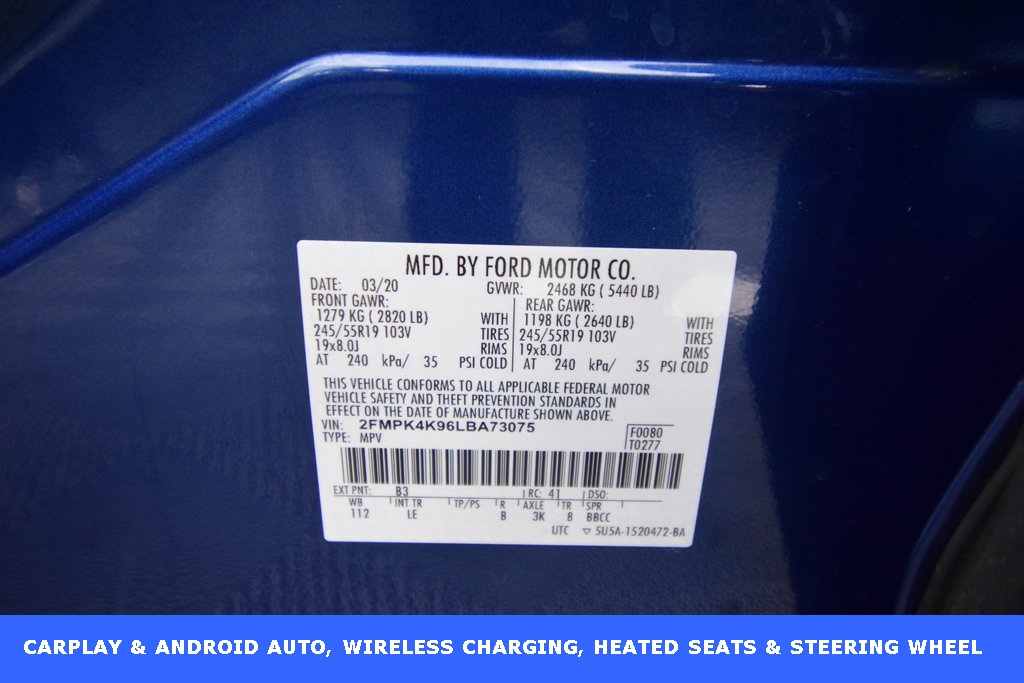 MFD. BY FORD MOTOR CO.
DATE: 03/20 GVWR: 2468 KG ( 5440 LB)
FRONT GAWR: REAR GAWR:
1279 KG ( 2820 LB) WITH 1198 KG ( 2640 LB) WITH
245/55R19 103V TIRES 245/55R19 103V TIRES
19x8.0J RIMS 19x8.0J RIMS
AT 240 kPa/ 35 PSI COLD AT 240 kPa/ 35 PSI COLD
THIS VEHICLE CONFORMS TO ALL APPLICABLE FEDERAL MOTOR
VEHICLE SAFETY AND THEFT PREVENTION STANDARDS IN
EFFECT ON THE DATE OF MANUFACTURE SHOWN ABOVE.
VIN: 2FMPK4K96LBA73075 F0080
TYPE: MPV T0277
EXT PNT: B3 RC: 41 DSO:
WB INT TR TP/PS R AXLE TR SPR
112 LE B 3K 8 BBCC
UTC ▽ 5U5A-1520472-BA
CARPLAY & ANDROID AUTO, WIRELESS CHARGING, HEATED SEATS & STEERING WHEEL